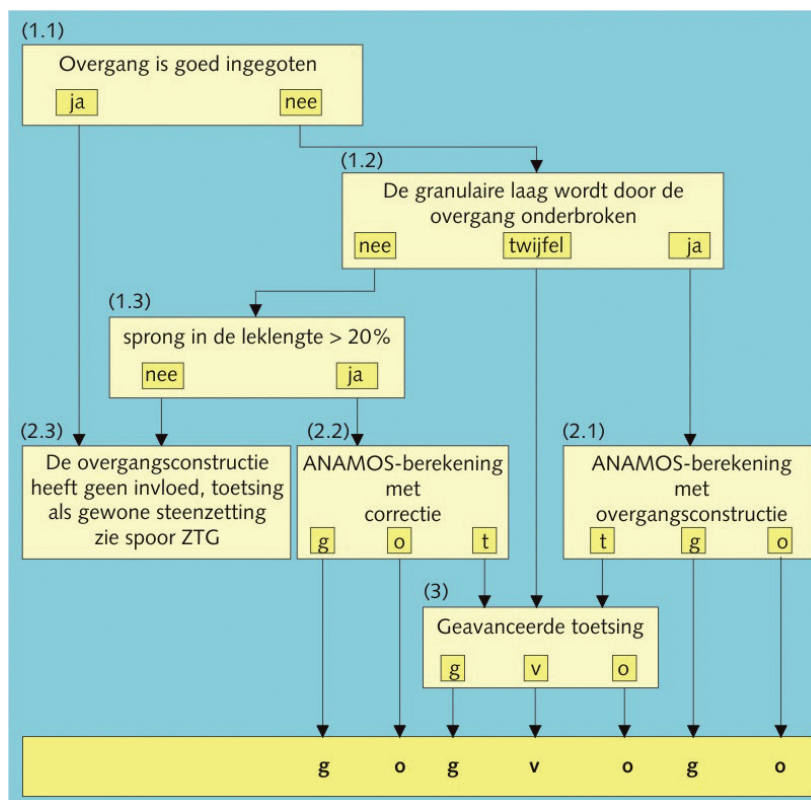 (1.1)
Overgang is goed ingegoten
ja nee
(1.2)
De granulaire laag wordt door de
overgang onderbroken
nee twijfel ja
(1.3)
sprong in de leklengte > 20%
nee ja
(2.3)
De overgangsconstructie
heeft geen invloed, toetsing
als gewone steenzetting
zie spoor ZTG
(2.2)
ANAMOS-berekening
met
correctie
g o t
(2.1)
ANAMOS-berekening
met
overgangsconstructie
t g o
(3)
Geavanceerde toetsing
g v o
g o g v o g o